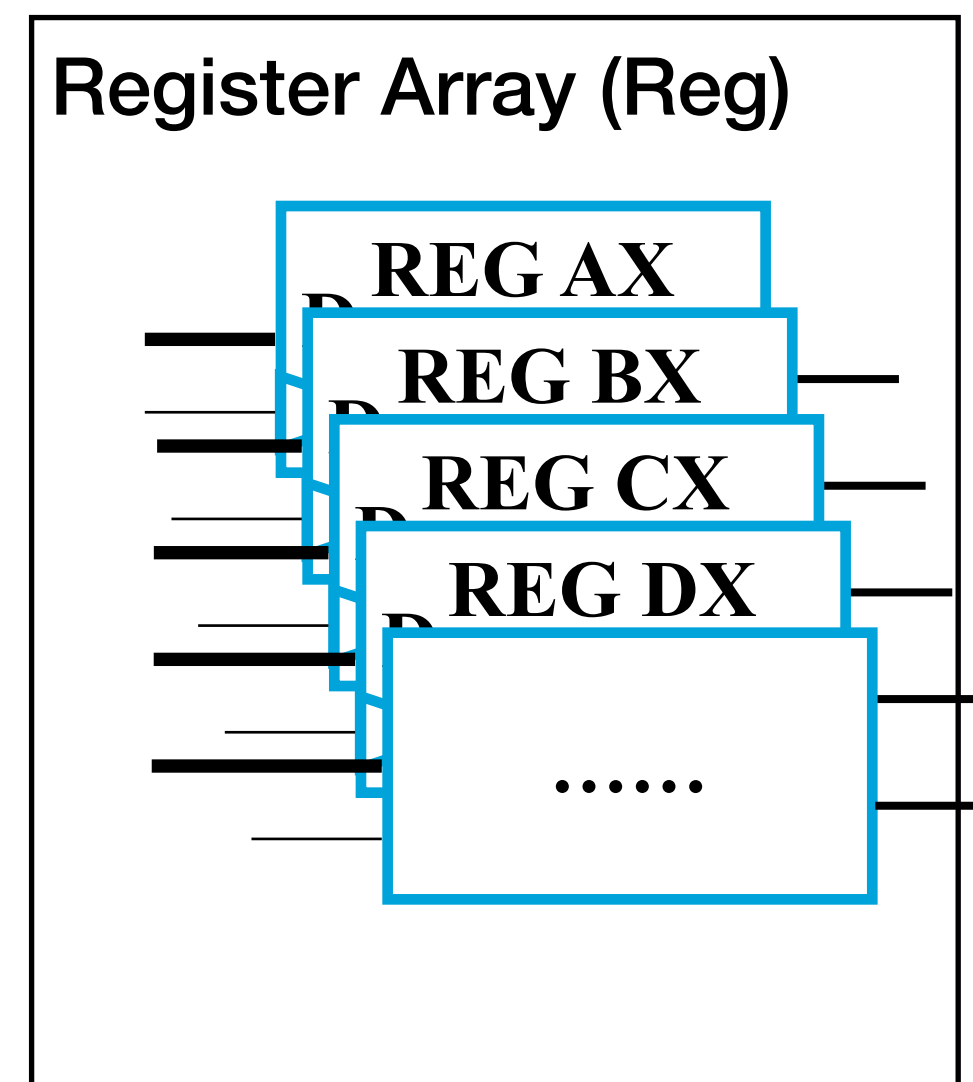 Register Array (Reg)
REG AX
D
REG BX
D
REG CX
D
REG DX
D
......